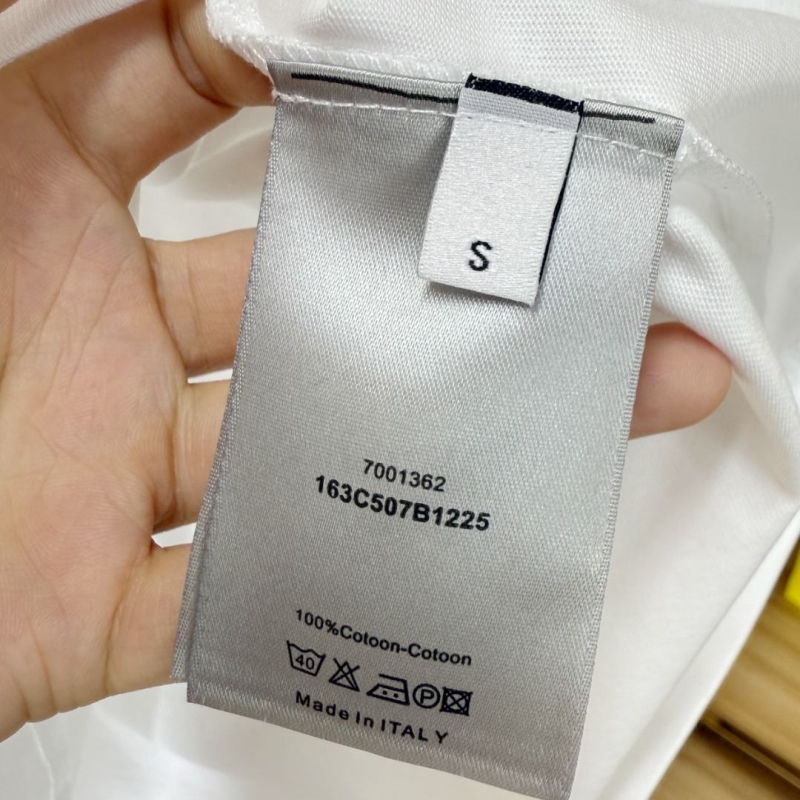 S
7001362
163C507B1225
100%Cotoon-Cotoon
40 P
Made In ITALY